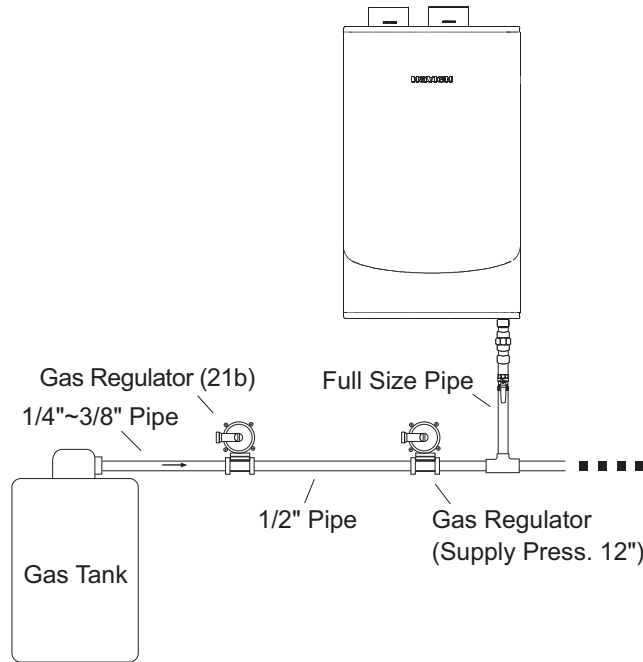 Gas Regulator (21b)
Full Size Pipe
1/4"~3/8" Pipe
1/2" Pipe
Gas Regulator
(Supply Press. 12")
Gas Tank